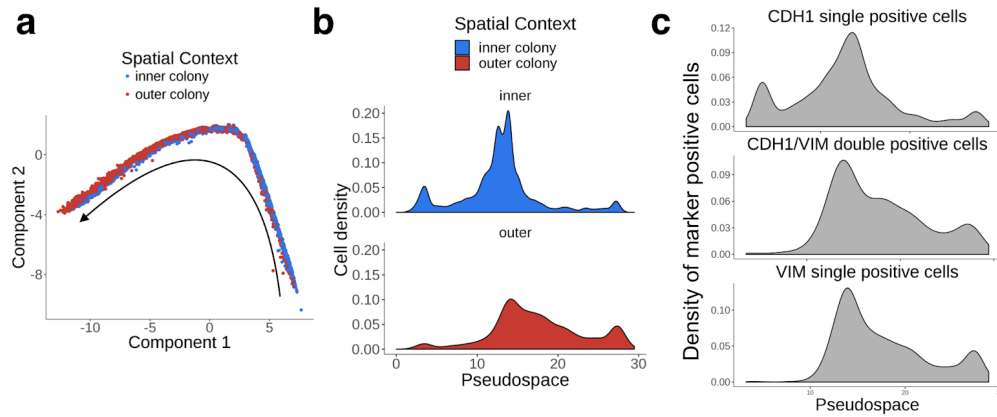 a
Spatial Context
inner colony
outer colony
0
-4
-8
Component 2
-10
-5
0
5
Component 1
b
Spatial Context
inner colony
outer colony
inner
0.20
0.15
0.10
0.05
0.00
outer
0.20
0.15
0.10
0.05
0.00
Cell density
0
10
20
30
Pseudospace
c
CDH1 single positive cells
0.12
0.09
0.06
0.03
0.00
CDH1/VIM double positive cells
0.09
0.06
0.03
0.00
VIM single positive cells
0.10
0.05
0.00
Density of marker positive cells
10
20
Pseudospace